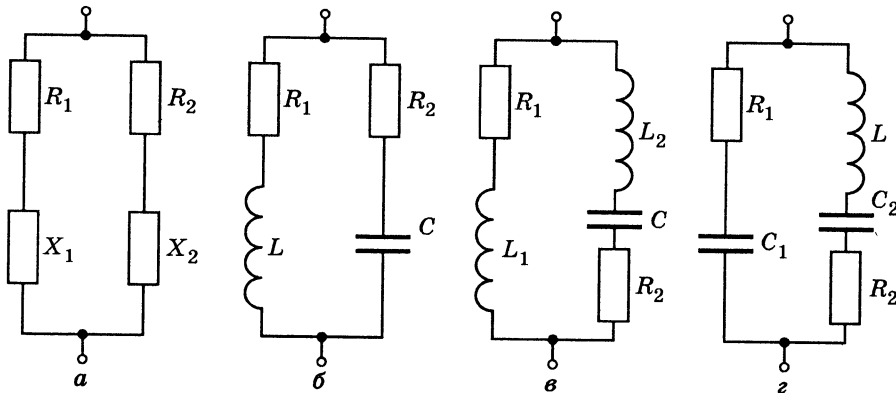 R₁
R₂
X₁
X₂
а
R₁
R₂
L
C
б
R₁
L₂
L₁
C
R₂
в
R₁
L
C₂
C₁
R₂
г